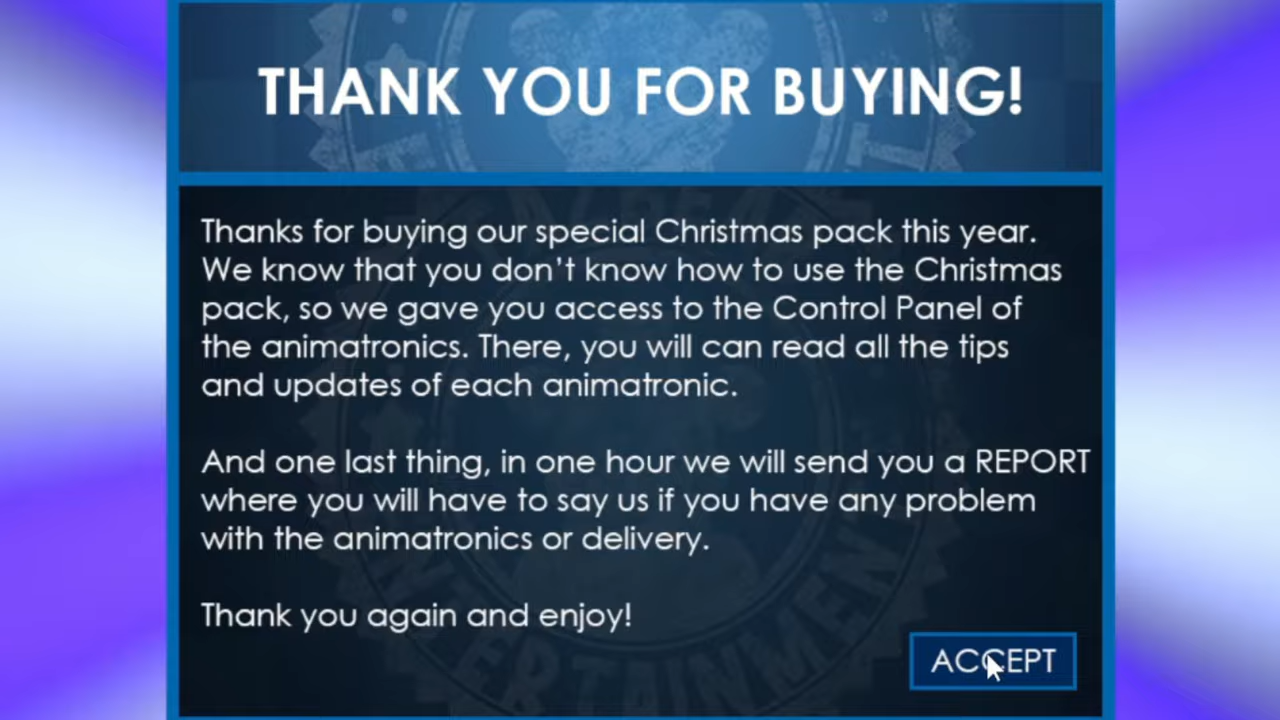 THANK YOU FOR BUYING!
Thanks for buying our special Christmas pack this year.
We know that you don't know how to use the Christmas
pack, so we gave you access to the Control Panel of
the animatronics. There, you will can read all the tips
and updates of each animatronic.
And one last thing, in one hour we will send you a REPORT
where you will have to say us if you have any problem
with the animatronics or delivery.
Thank you again and enjoy!
ACCEPT